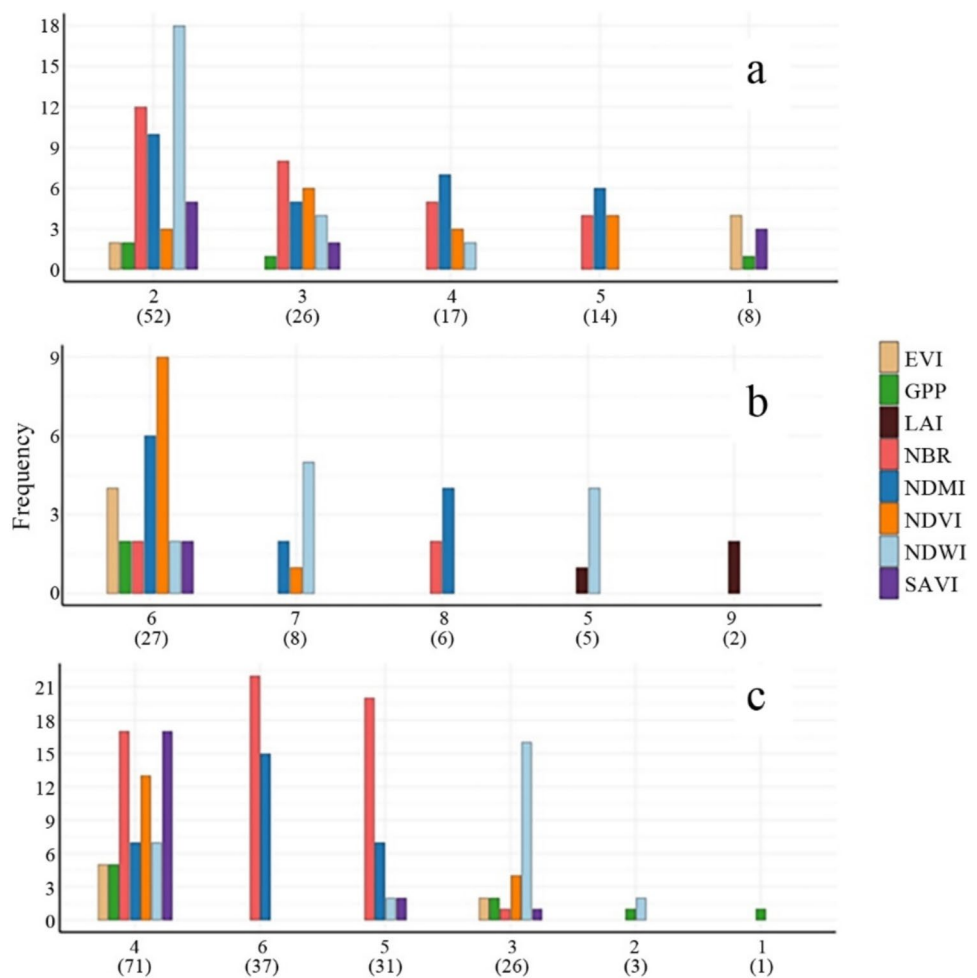 18
15
12
9
6
3
0
a
2 3 4 5 1
(52) (26) (17) (14) (8)
Frequency
9
6
3
0
b
6 7 8 5 9
(27) (8) (6) (5) (2)
EVI
GPP
LAI
NBR
NDMI
NDVI
NDWI
SAVI
21
18
15
12
9
6
3
0
c
4 6 5 3 2 1
(71) (37) (31) (26) (3) (1)